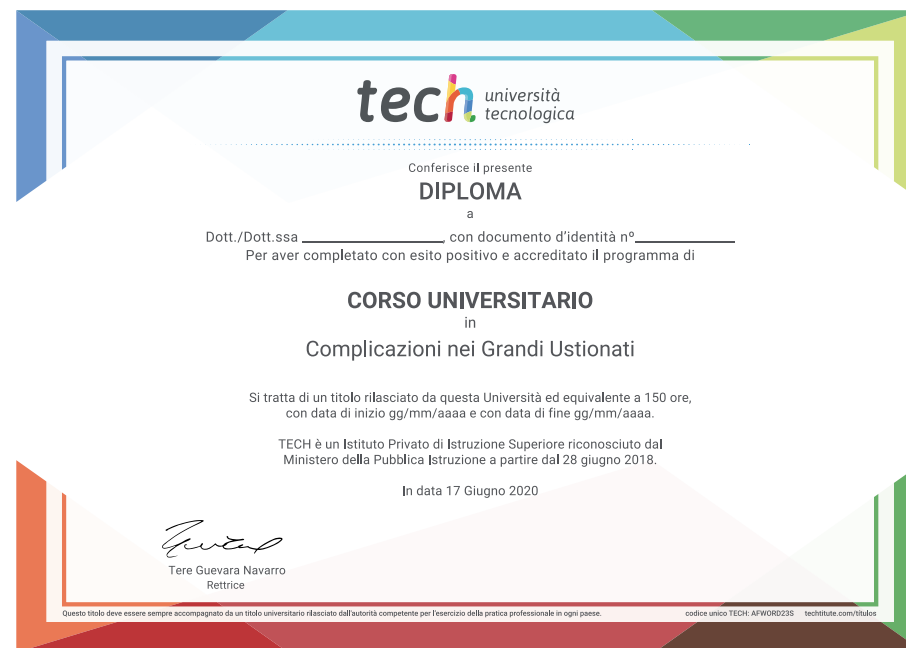 tech università
tecnologica
Conferisce il presente
DIPLOMA
a
Dott./Dott.ssa ____________________, con documento d'identità nº______________
Per aver completato con esito positivo e accreditato il programma di
CORSO UNIVERSITARIO
in
Complicazioni nei Grandi Ustionati
Si tratta di un titolo rilasciato da questa Università ed equivalente a 150 ore,
con data di inizio gg/mm/aaaa e con data di fine gg/mm/aaaa.
TECH è un Istituto Privato di Istruzione Superiore riconosciuto dal
Ministero della Pubblica Istruzione a partire dal 28 giugno 2018.
In data 17 Giugno 2020
Tere Guevara Navarro
Rettrice
Questo titolo deve essere sempre accompagnato da un titolo universitario rilasciato dall'autorità competente per l'esercizio della pratica professionale in ogni paese. codice unico TECH: AFWORD23S techtitute.com/titulos